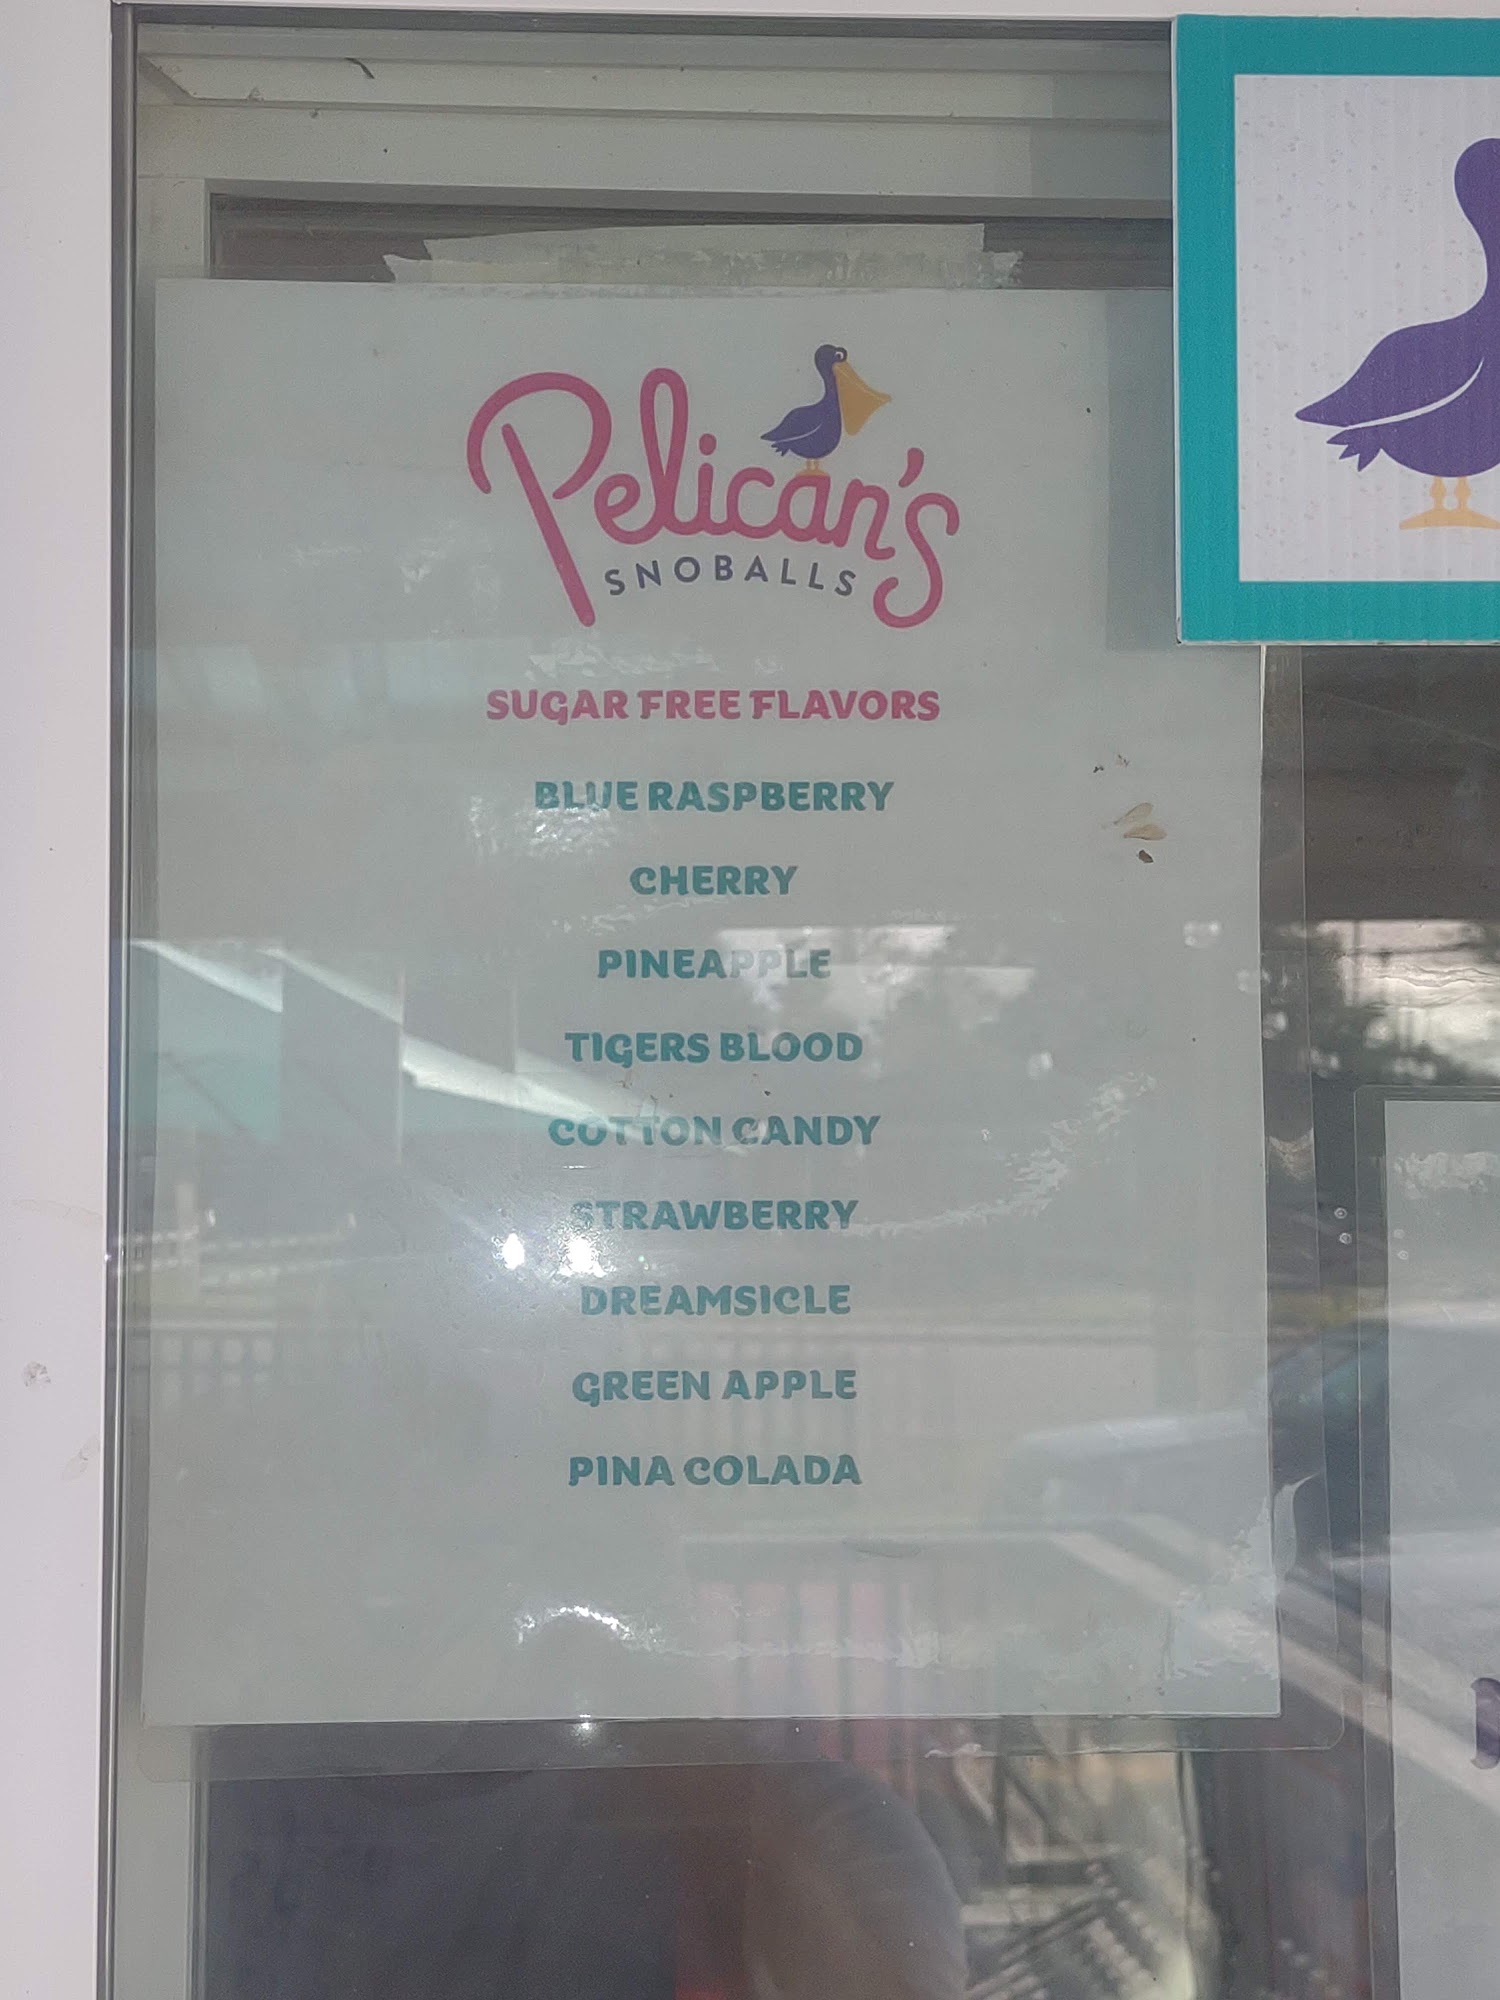 Pelican's
SNOBALLS
SUGAR FREE FLAVORS
BLUE RASPBERRY
CHERRY
PINEAPPLE
TIGERS BLOOD
COTTON CANDY
STRAWBERRY
DREAMSICLE
GREEN APPLE
PINA COLADA